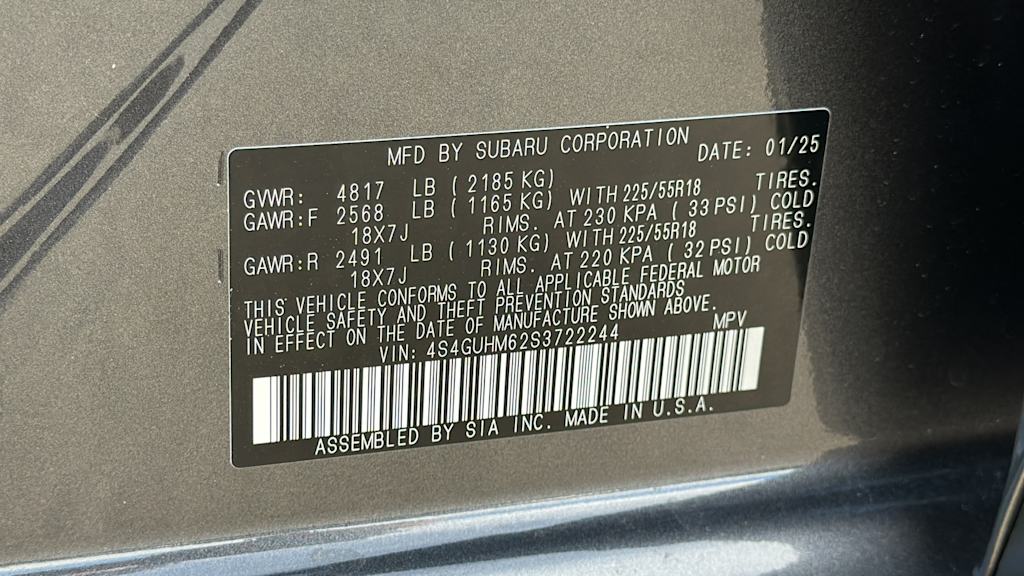 MFD BY SUBARU CORPORATION DATE: 01/25
GVWR: 4817 LB ( 2185 KG)
GAWR:F 2568 LB ( 1165 KG) WITH 225/55R18 TIRES.
18X7J RIMS. AT 230 KPA ( 33 PSI) COLD
GAWR:R 2491 LB ( 1130 KG) WITH 225/55R18 TIRES.
18X7J RIMS. AT 220 KPA ( 32 PSI) COLD
THIS VEHICLE CONFORMS TO ALL APPLICABLE FEDERAL MOTOR
VEHICLE SAFETY AND THEFT PREVENTION STANDARDS
IN EFFECT ON THE DATE OF MANUFACTURE SHOWN ABOVE.
VIN: 4S4GUHM62S3722244 MPV
ASSEMBLED BY SIA INC. MADE IN U.S.A.